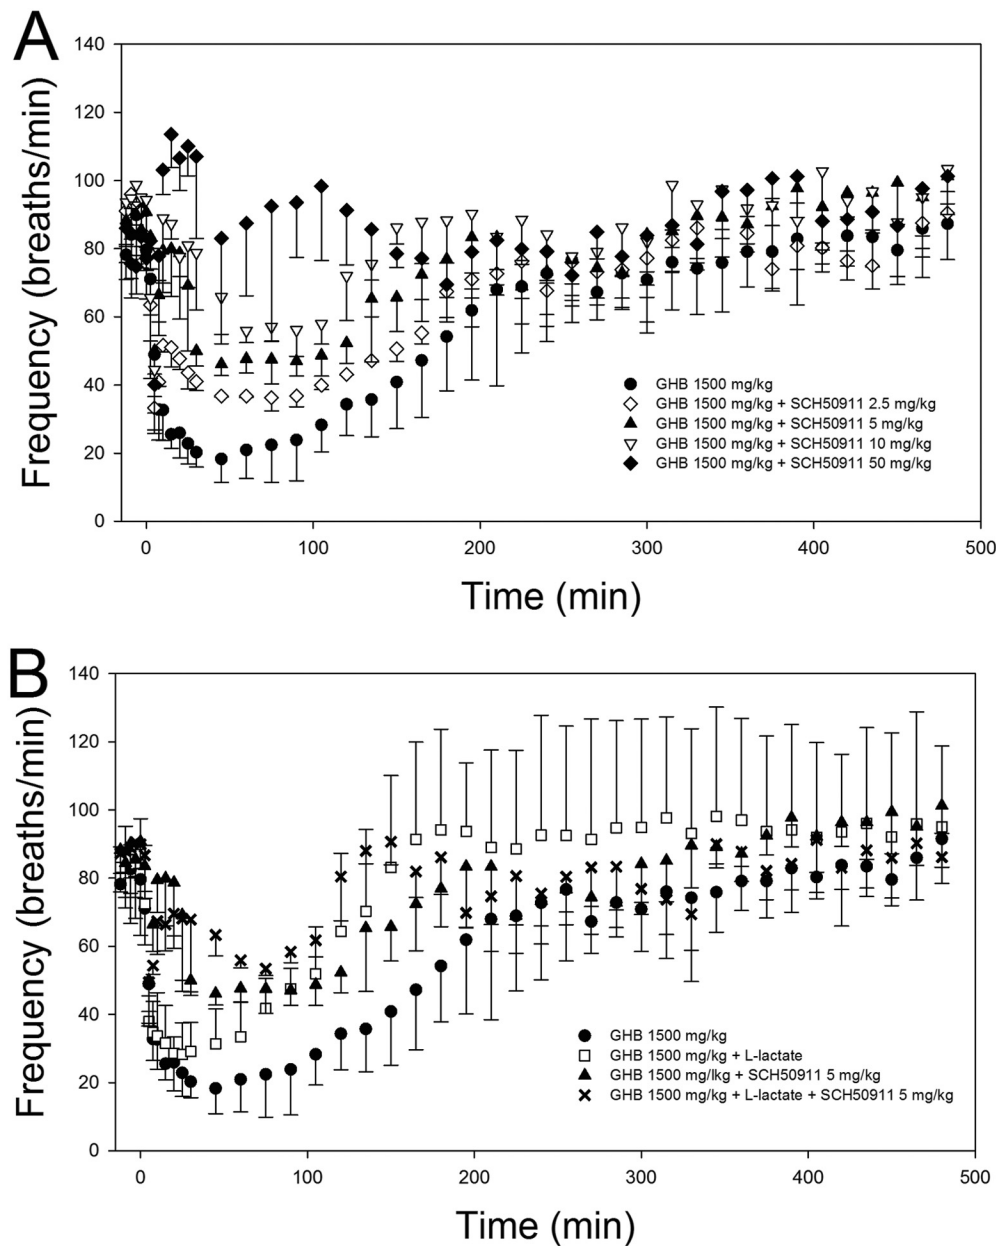 A
140
120
100
80
60
40
20
0
Frequency (breaths/min)
GHB 1500 mg/kg
GHB 1500 mg/kg + SCH50911 2.5 mg/kg
GHB 1500 mg/kg + SCH50911 5 mg/kg
GHB 1500 mg/kg + SCH50911 10 mg/kg
GHB 1500 mg/kg + SCH50911 50 mg/kg
0 100 200 300 400 500
Time (min)
B
140
120
100
80
60
40
20
0
Frequency (breaths/min)
GHB 1500 mg/kg
GHB 1500 mg/kg + L-lactate
GHB 1500 mg/lkg + SCH50911 5 mg/kg
GHB 1500 mg/kg + L-lactate + SCH50911 5 mg/kg
0 100 200 300 400 500
Time (min)